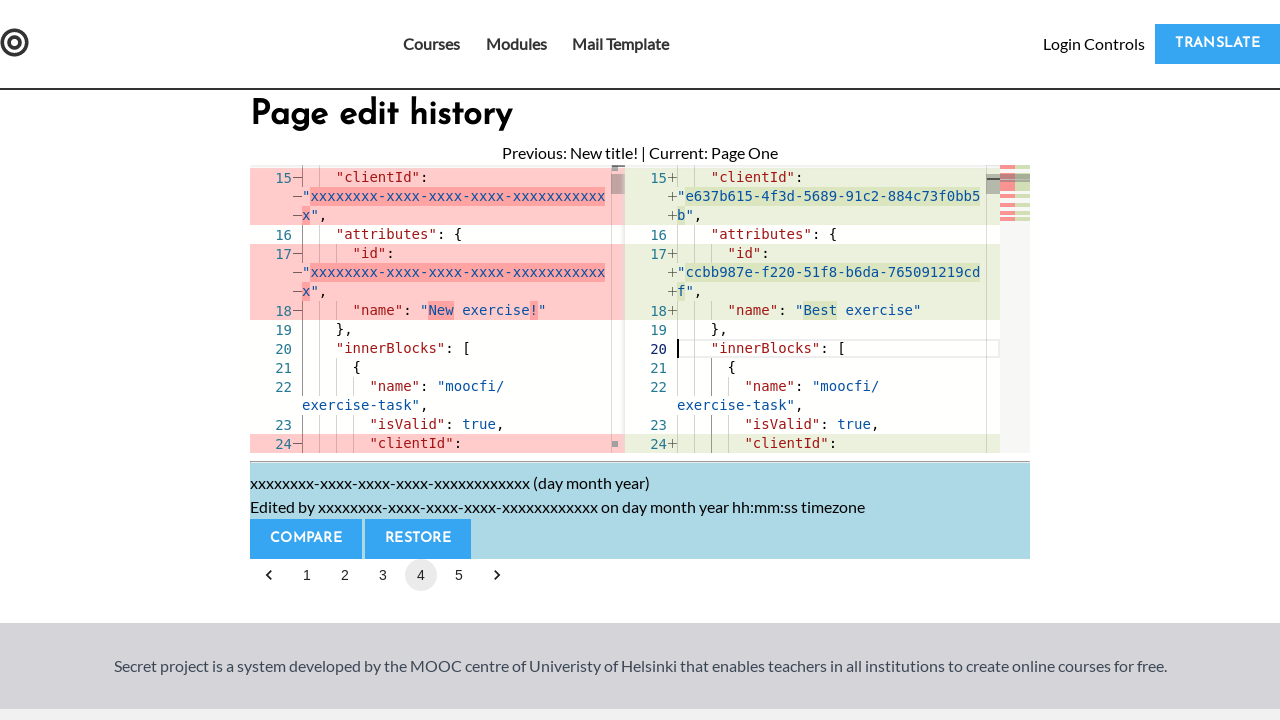 Courses Modules Mail Template Login Controls TRANSLATE
Page edit history
Previous: New title! | Current: Page One
15 "clientId":
"xxxxxxxx-xxxx-xxxx-xxxx-xxxxxxxxxxx
x",
16 "attributes": {
17 "id":
"xxxxxxxx-xxxx-xxxx-xxxx-xxxxxxxxxxx
x",
18 "name": "New exercise!"
19 },
20 "innerBlocks": [
21 {
22 "name": "moocfi/
exercise-task",
23 "isValid": true,
24 "clientId":
15 "clientId":
"e637b615-4f3d-5689-91c2-884c73f0bb5
b",
16 "attributes": {
17 "id":
"ccbb987e-f220-51f8-b6da-765091219cd
f",
18 "name": "Best exercise"
19 },
20 "innerBlocks": [
21 {
22 "name": "moocfi/
exercise-task",
23 "isValid": true,
24 "clientId":
xxxxxxxx-xxxx-xxxx-xxxx-xxxxxxxxxxxx (day month year)
Edited by xxxxxxxx-xxxx-xxxx-xxxx-xxxxxxxxxxxx on day month year hh:mm:ss timezone
COMPARE RESTORE
1 2 3 4 5
Secret project is a system developed by the MOOC centre of Univeristy of Helsinki that enables teachers in all institutions to create online courses for free.